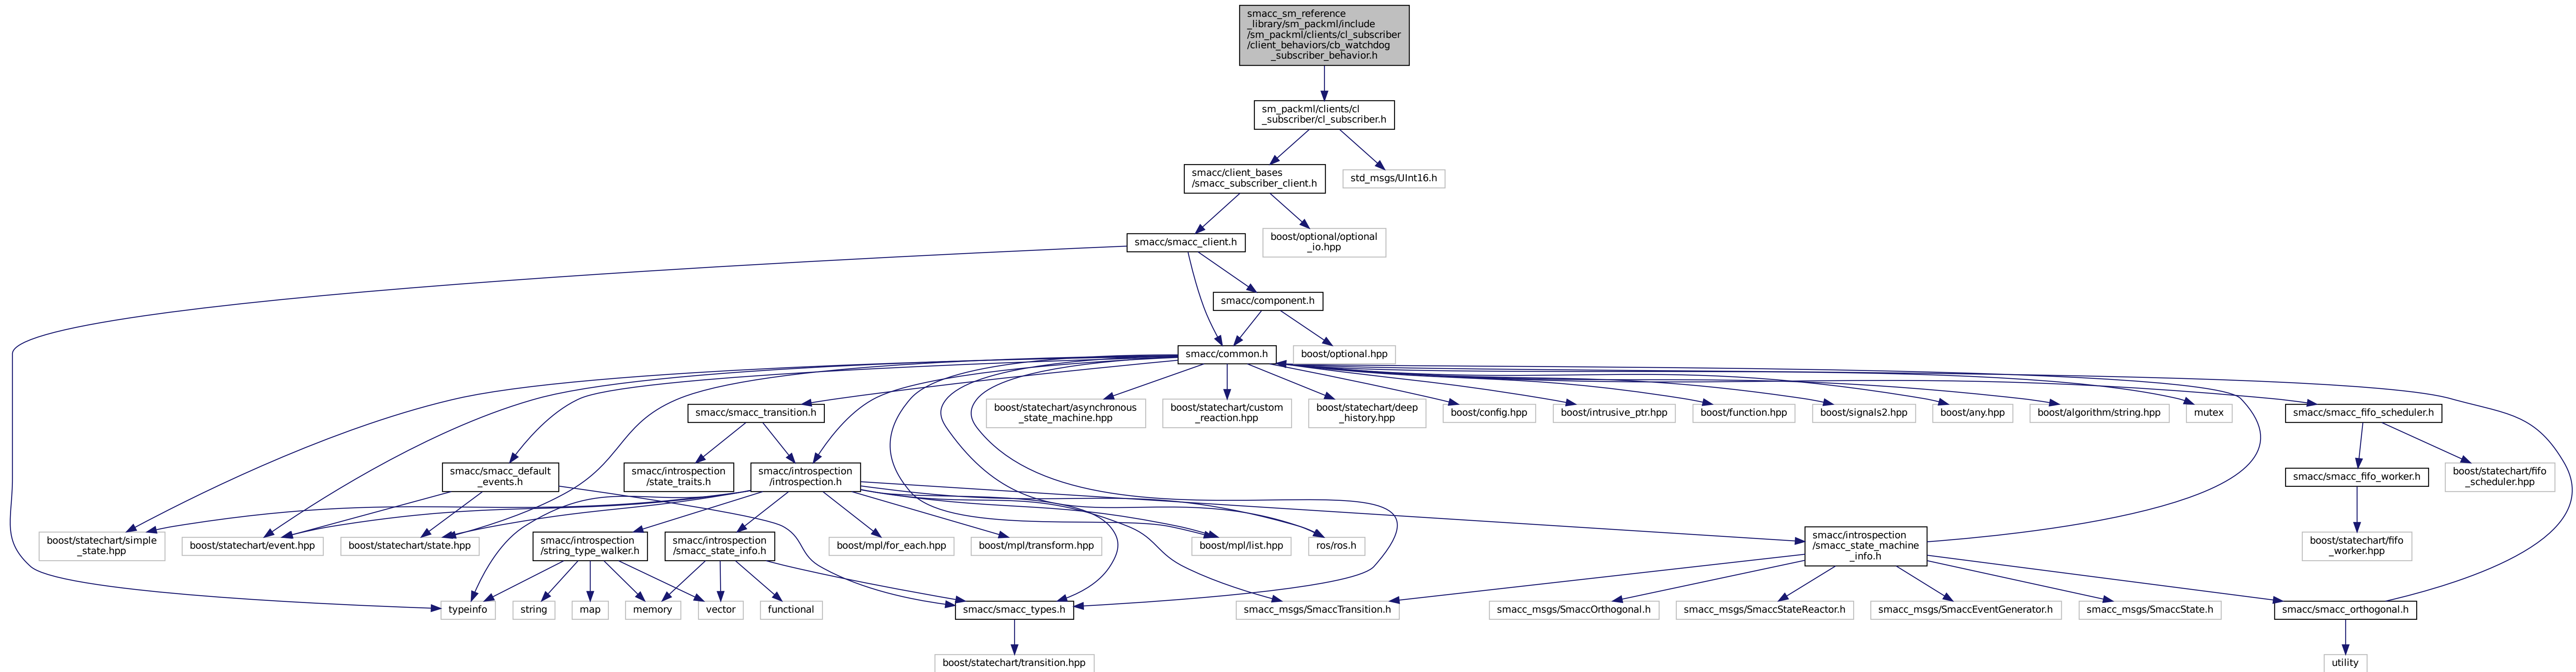 smacc_sm_reference
_library/sm_packml/include
/sm_packml/clients/cl_subscriber
/client_behaviors/cb_watchdog
_subscriber_behavior.h
sm_packml/clients/cl
_subscriber/cl_subscriber.h
smacc/client_bases
/smacc_subscriber_client.h
std_msgs/UInt16.h
smacc/smacc_client.h
boost/optional/optional
_io.hpp
smacc/component.h
smacc/common.h
boost/optional.hpp
smacc/smacc_transition.h
boost/statechart/asynchronous
_state_machine.hpp
boost/statechart/custom
_reaction.hpp
boost/statechart/deep
_history.hpp
boost/config.hpp
boost/intrusive_ptr.hpp
boost/function.hpp
boost/signals2.hpp
boost/any.hpp
boost/algorithm/string.hpp
mutex
smacc/smacc_fifo_scheduler.h
smacc/smacc_default
_events.h
smacc/introspection
/state_traits.h
smacc/introspection
/introspection.h
smacc/smacc_fifo_worker.h
boost/statechart/fifo
_scheduler.hpp
boost/statechart/simple
_state.hpp
boost/statechart/event.hpp
boost/statechart/state.hpp
smacc/introspection
/string_type_walker.h
smacc/introspection
/smacc_state_info.h
boost/mpl/for_each.hpp
boost/mpl/transform.hpp
boost/mpl/list.hpp
ros/ros.h
smacc/introspection
/smacc_state_machine
_info.h
boost/statechart/fifo
_worker.hpp
typeinfo
string
map
memory
vector
functional
smacc/smacc_types.h
smacc_msgs/SmaccTransition.h
smacc_msgs/SmaccOrthogonal.h
smacc_msgs/SmaccStateReactor.h
smacc_msgs/SmaccEventGenerator.h
smacc_msgs/SmaccState.h
smacc/smacc_orthogonal.h
boost/statechart/transition.hpp
utility